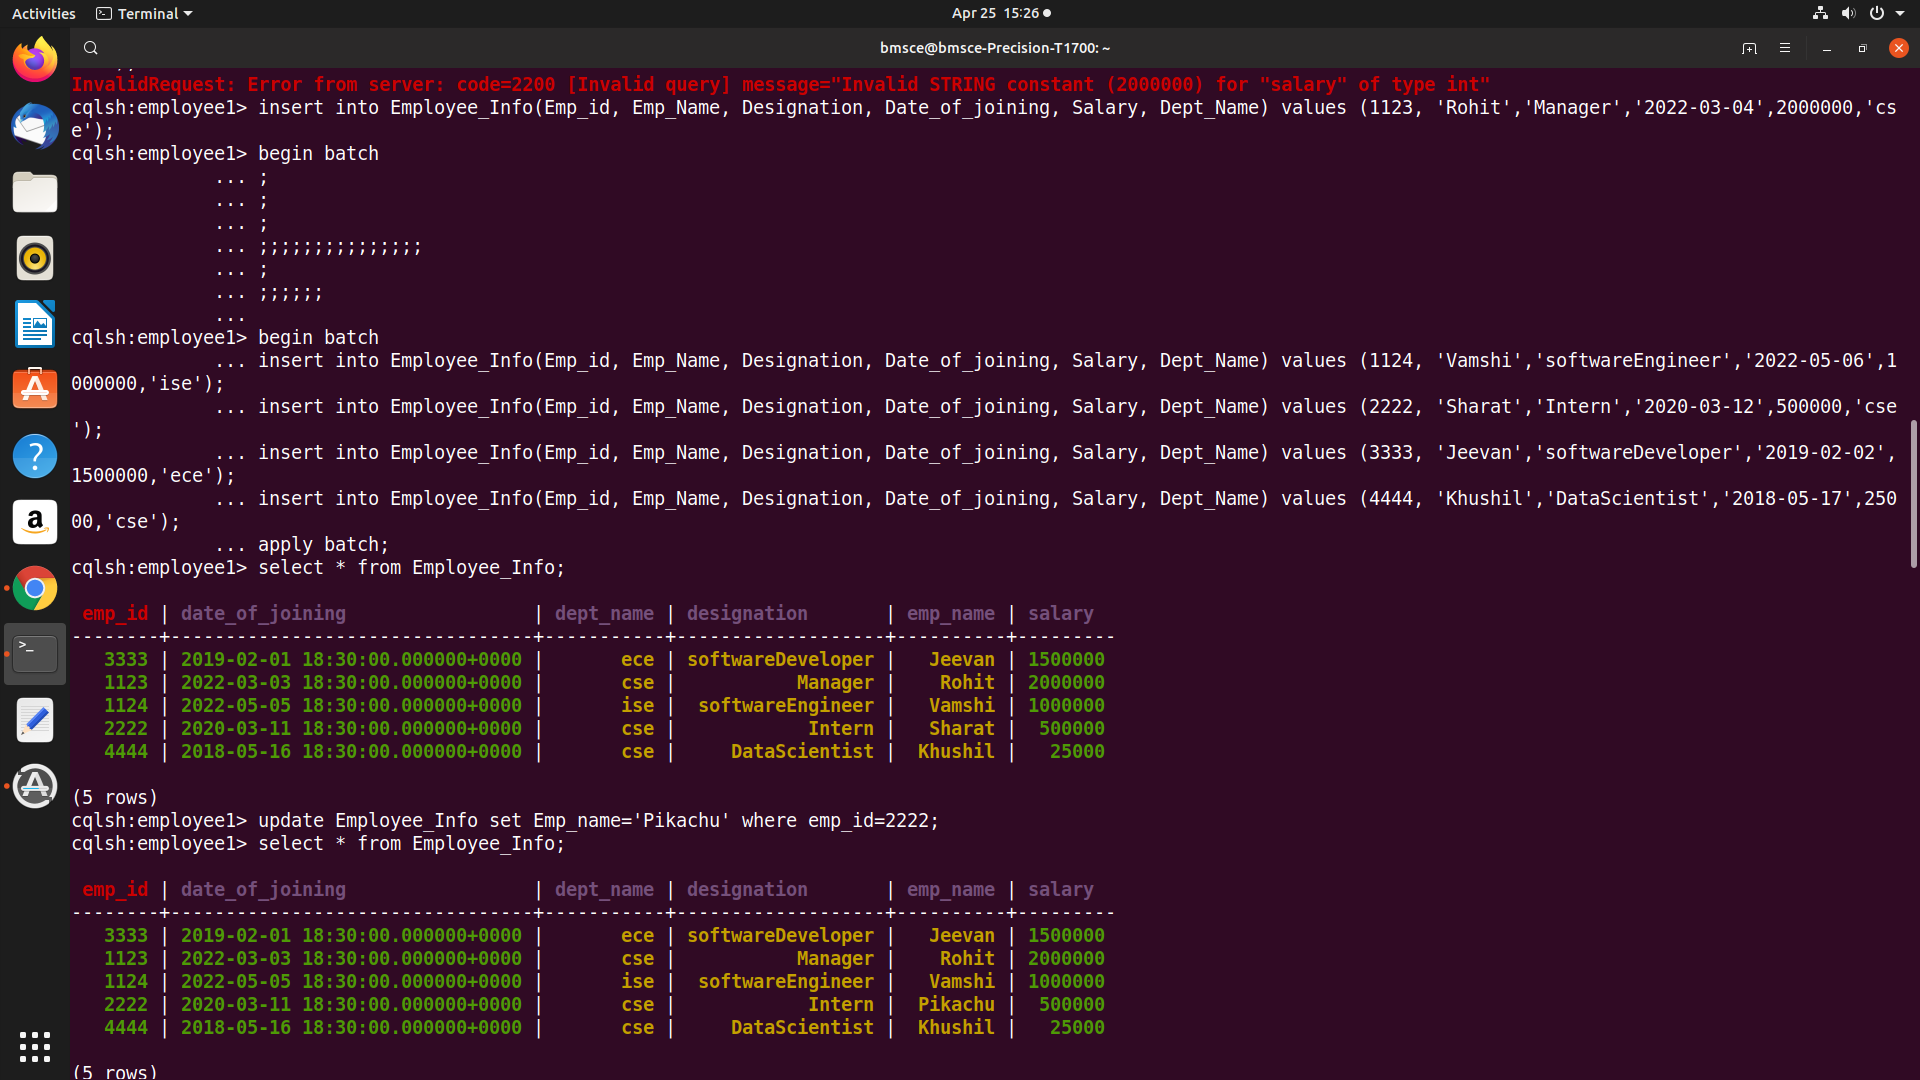 Activities Terminal Apr 25 15:26
bmsce@bmsce-Precision-T1700: ~
InvalidRequest: Error from server: code=2200 [Invalid query] message="Invalid STRING constant (2000000) for "salary" of type int"
cqlsh:employee1> insert into Employee_Info(Emp_id, Emp_Name, Designation, Date_of_joining, Salary, Dept_Name) values (1123, 'Rohit','Manager','2022-03-04',2000000,'cs
e');
cqlsh:employee1> begin batch
... ;
... ;
... ;
... ;;;;;;;;;;;;;;;
... ;
... ;;;;;;
...
cqlsh:employee1> begin batch
... insert into Employee_Info(Emp_id, Emp_Name, Designation, Date_of_joining, Salary, Dept_Name) values (1124, 'Vamshi','softwareEngineer','2022-05-06',1
000000,'ise');
... insert into Employee_Info(Emp_id, Emp_Name, Designation, Date_of_joining, Salary, Dept_Name) values (2222, 'Sharat','Intern','2020-03-12',500000,'cse
');
... insert into Employee_Info(Emp_id, Emp_Name, Designation, Date_of_joining, Salary, Dept_Name) values (3333, 'Jeevan','softwareDeveloper','2019-02-02',
1500000,'ece');
... insert into Employee_Info(Emp_id, Emp_Name, Designation, Date_of_joining, Salary, Dept_Name) values (4444, 'Khushil','DataScientist','2018-05-17',250
00,'cse');
... apply batch;
cqlsh:employee1> select * from Employee_Info;
emp_id | date_of_joining | dept_name | designation | emp_name | salary
--------+---------------------------------+-----------+-------------------+----------+---------
3333 | 2019-02-01 18:30:00.000000+0000 | ece | softwareDeveloper | Jeevan | 1500000
1123 | 2022-03-03 18:30:00.000000+0000 | cse | Manager | Rohit | 2000000
1124 | 2022-05-05 18:30:00.000000+0000 | ise | softwareEngineer | Vamshi | 1000000
2222 | 2020-03-11 18:30:00.000000+0000 | cse | Intern | Sharat | 500000
4444 | 2018-05-16 18:30:00.000000+0000 | cse | DataScientist | Khushil | 25000
(5 rows)
cqlsh:employee1> update Employee_Info set Emp_name='Pikachu' where emp_id=2222;
cqlsh:employee1> select * from Employee_Info;
emp_id | date_of_joining | dept_name | designation | emp_name | salary
--------+---------------------------------+-----------+-------------------+----------+---------
3333 | 2019-02-01 18:30:00.000000+0000 | ece | softwareDeveloper | Jeevan | 1500000
1123 | 2022-03-03 18:30:00.000000+0000 | cse | Manager | Rohit | 2000000
1124 | 2022-05-05 18:30:00.000000+0000 | ise | softwareEngineer | Vamshi | 1000000
2222 | 2020-03-11 18:30:00.000000+0000 | cse | Intern | Pikachu | 500000
4444 | 2018-05-16 18:30:00.000000+0000 | cse | DataScientist | Khushil | 25000
(5 rows)